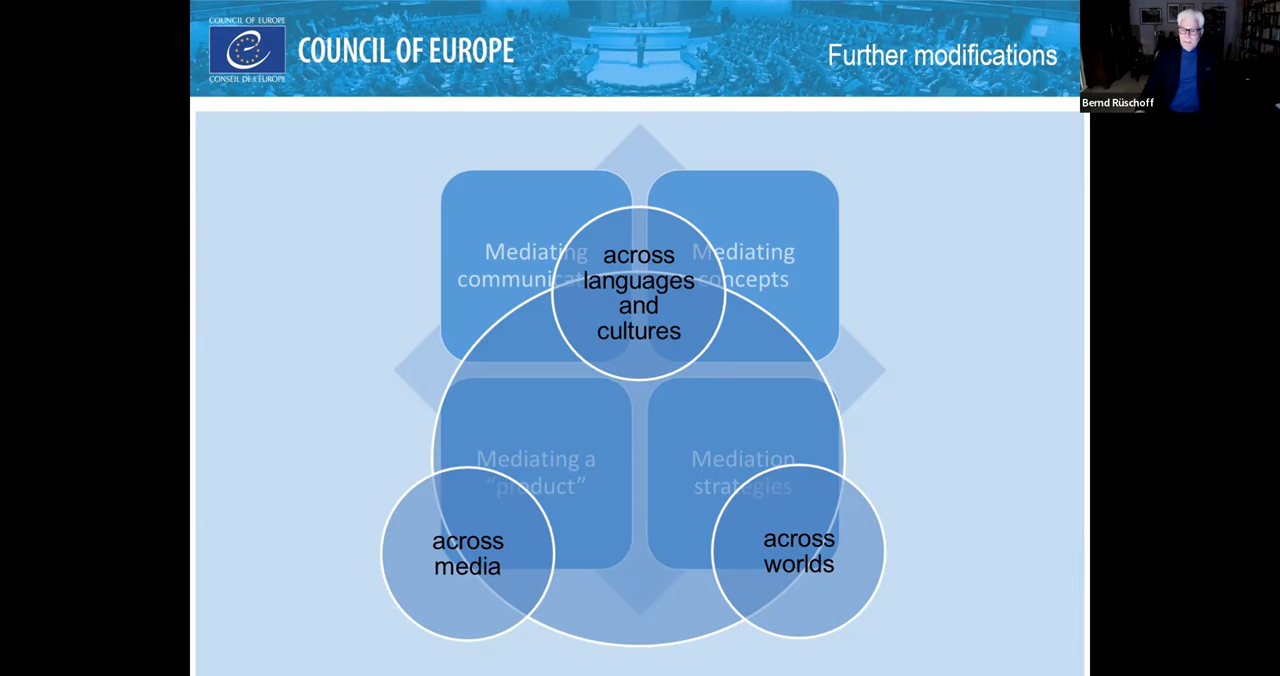 COUNCIL OF EUROPE
CONSEIL DE L'EUROPE
COUNCIL OF EUROPE
Further modifications
Bernd Rüschoff
Mediating
communicat
Mediating
concepts
across
languages
and
cultures
Mediating a
“product”
Mediation
strategies
across
media
across
worlds